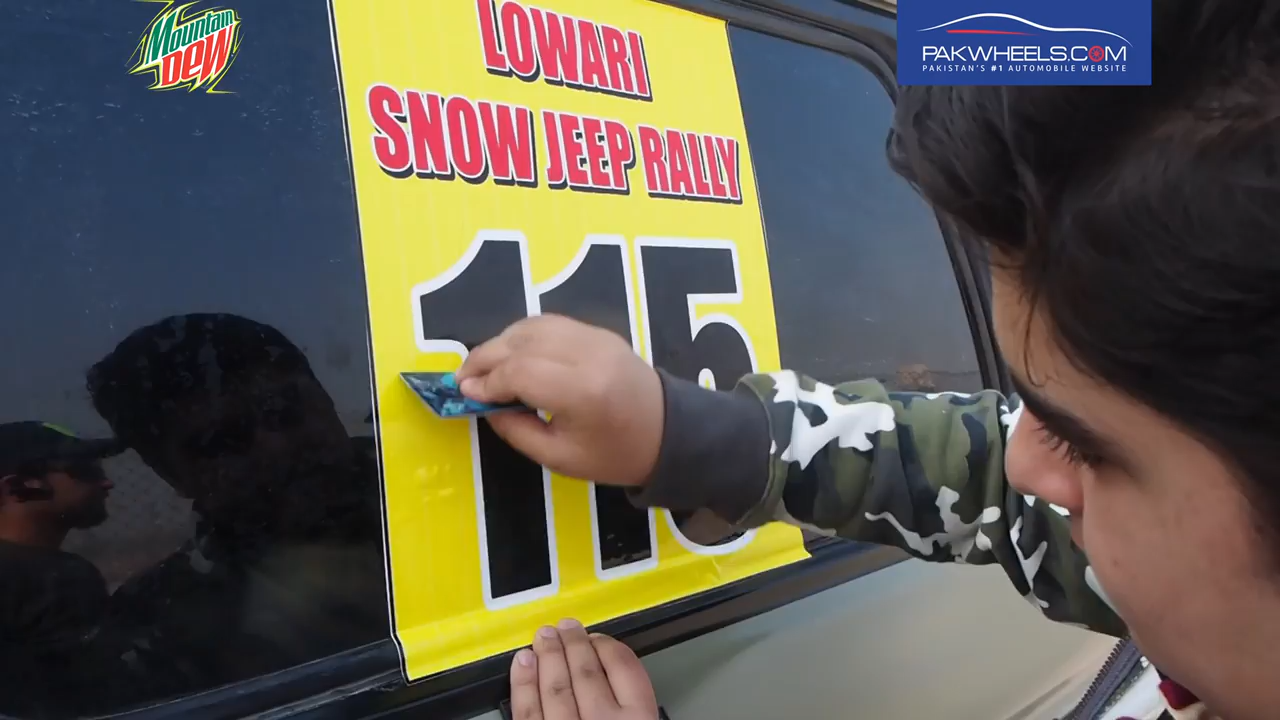 Mountain
DEW
PAKWHEELS.COM
PAKISTAN'S #1 AUTOMOBILE WEBSITE
LOWARI
SNOW JEEP RALLY
115